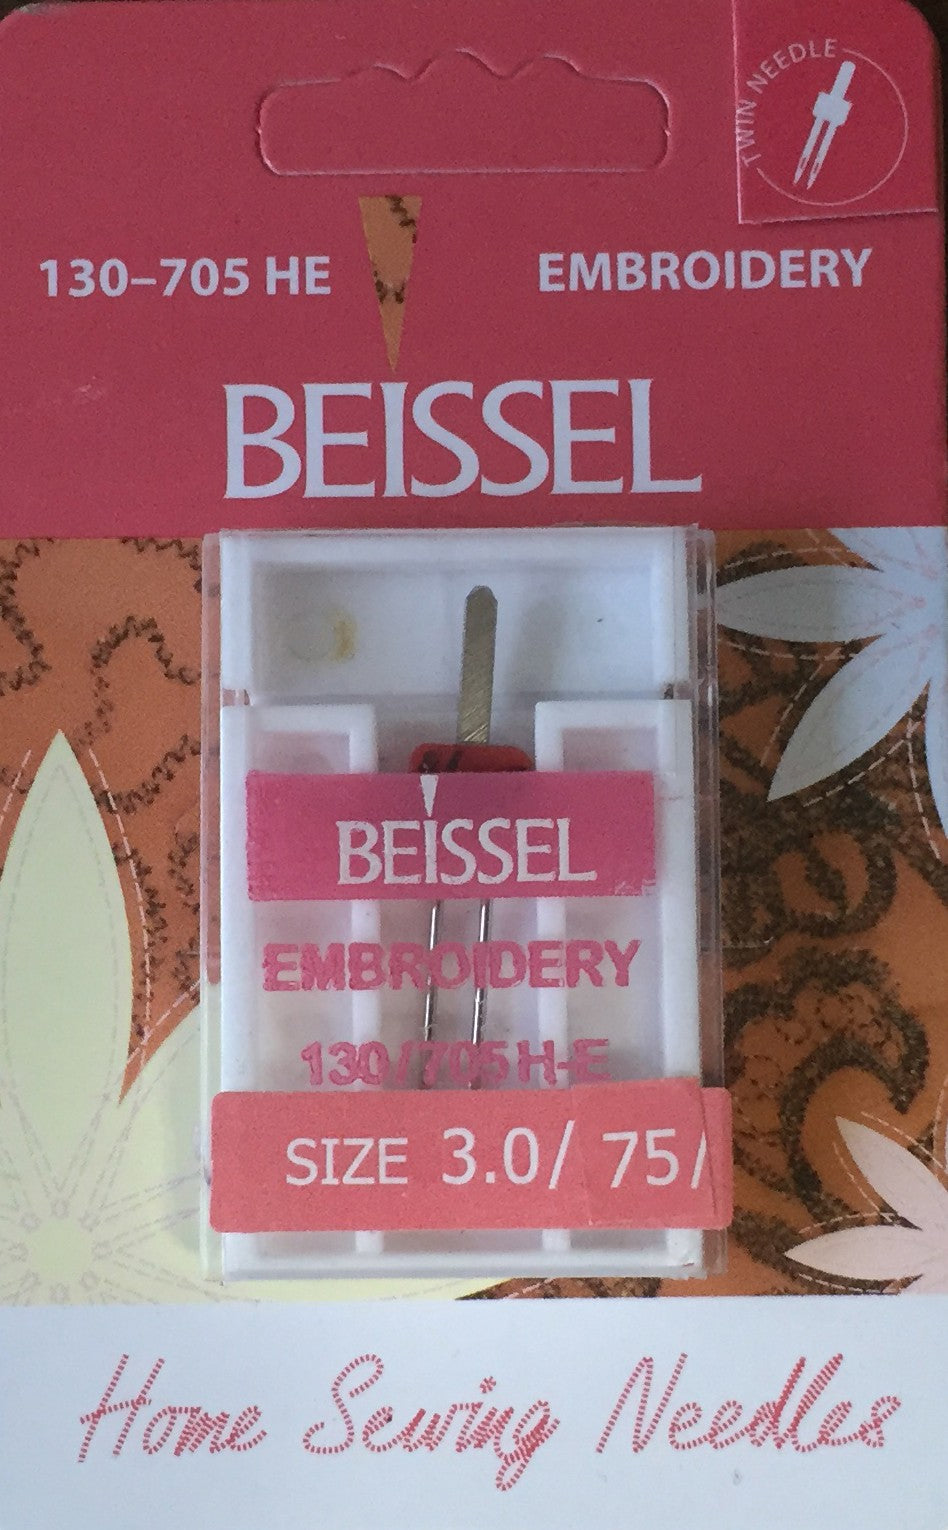 TWIN NEEDLE
130–705 HE
EMBROIDERY
BEISSEL
BEISSEL
EMBROIDERY
130/705 H-E
SIZE 3.0/ 75/
Home Sewing Needles